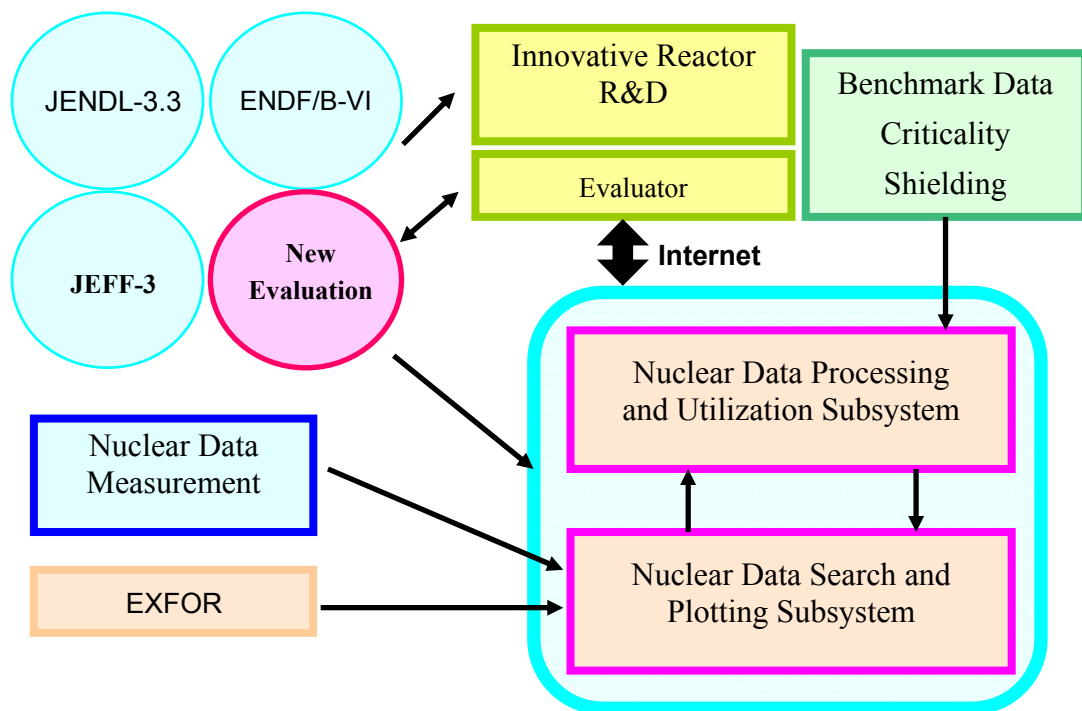 JENDL-3.3
ENDF/B-VI
Innovative Reactor
R&D
Benchmark Data
Criticality
Shielding
Evaluator
JEFF-3
New
Evaluation
Internet
Nuclear Data Processing
and Utilization Subsystem
Nuclear Data
Measurement
Nuclear Data Search and
Plotting Subsystem
EXFOR